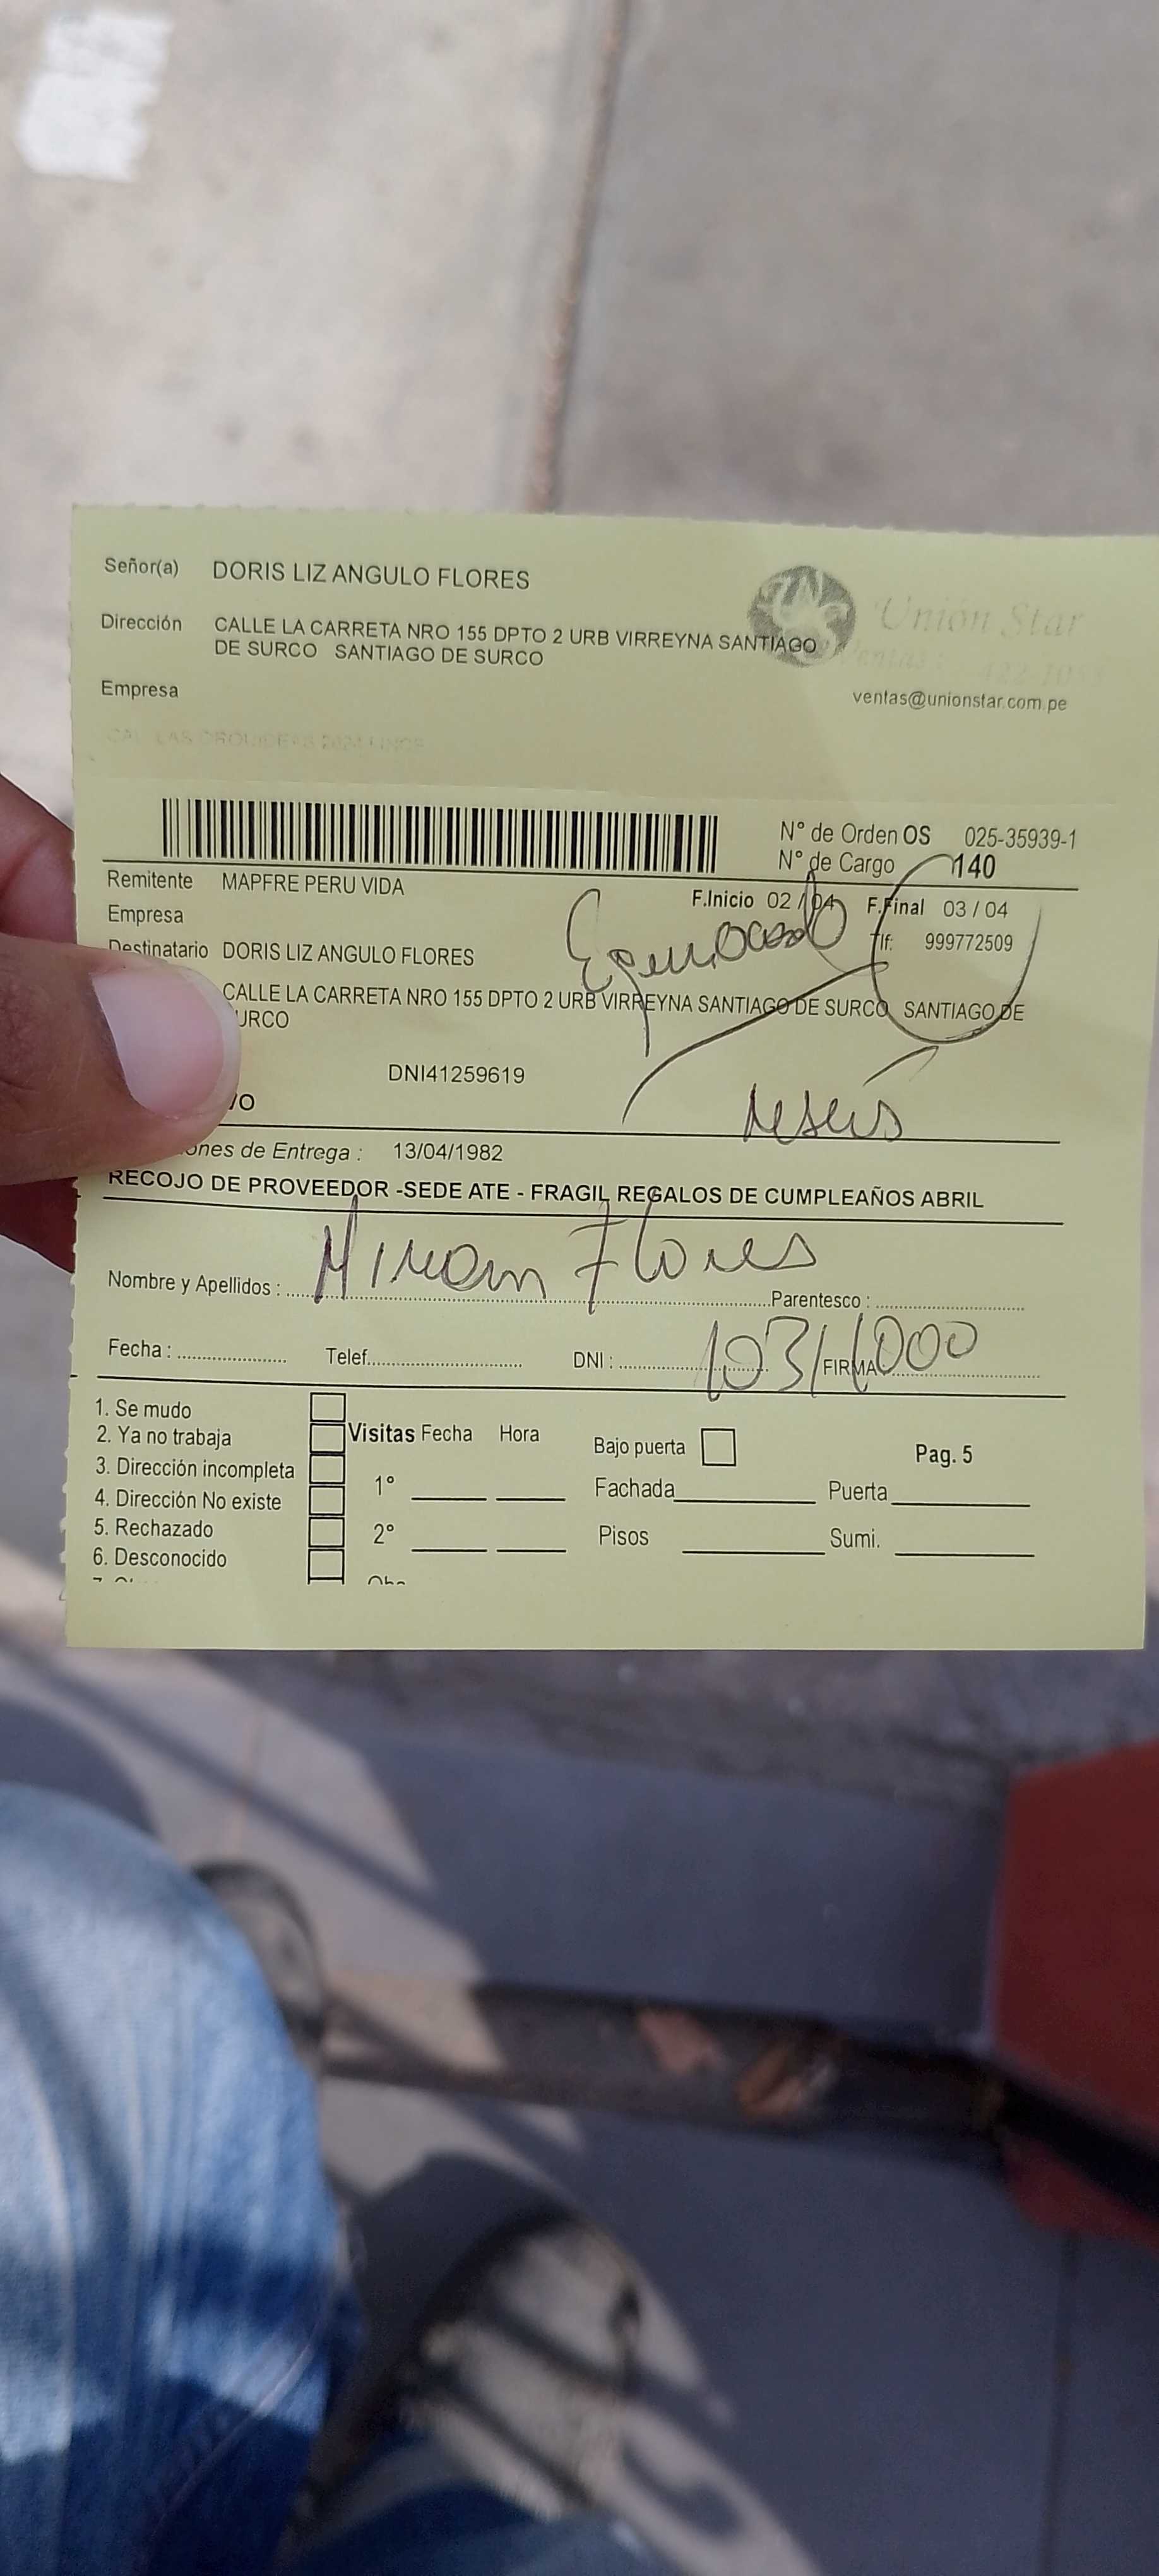 Señor(a) DORIS LIZ ANGULO FLORES
Union Star
Dirección CALLE LA CARRETA NRO 155 DPTO 2 URB VIRREYNA SANTIAGO
DE SURCO SANTIAGO DE SURCO
Empresa
ventas@unionstar.com.pe
N° de Orden OS 025-35939-1
N° de Cargo 140
Remitente MAPFRE PERU VIDA
F.Inicio 02 / 04 F.Final 03 / 04
Empresa
Tlf: 999772509
Destinatario DORIS LIZ ANGULO FLORES
CALLE LA CARRETA NRO 155 DPTO 2 URB VIRREYNA SANTIAGO DE SURCO SANTIAGO DE
URCO
DNI41259619
VO
ones de Entrega : 13/04/1982
RECOJO DE PROVEEDOR -SEDE ATE - FRAGIL REGALOS DE CUMPLEAÑOS ABRIL
Nombre y Apellidos : Miriam Flores Parentesco :
Fecha : Telef. DNI : FIRMA
1. Se mudo
2. Ya no trabaja
3. Dirección incompleta
4. Dirección No existe
5. Rechazado
6. Desconocido
Visitas Fecha Hora
1°
2°
Bajo puerta Pag. 5
Fachada Puerta
Pisos Sumi.